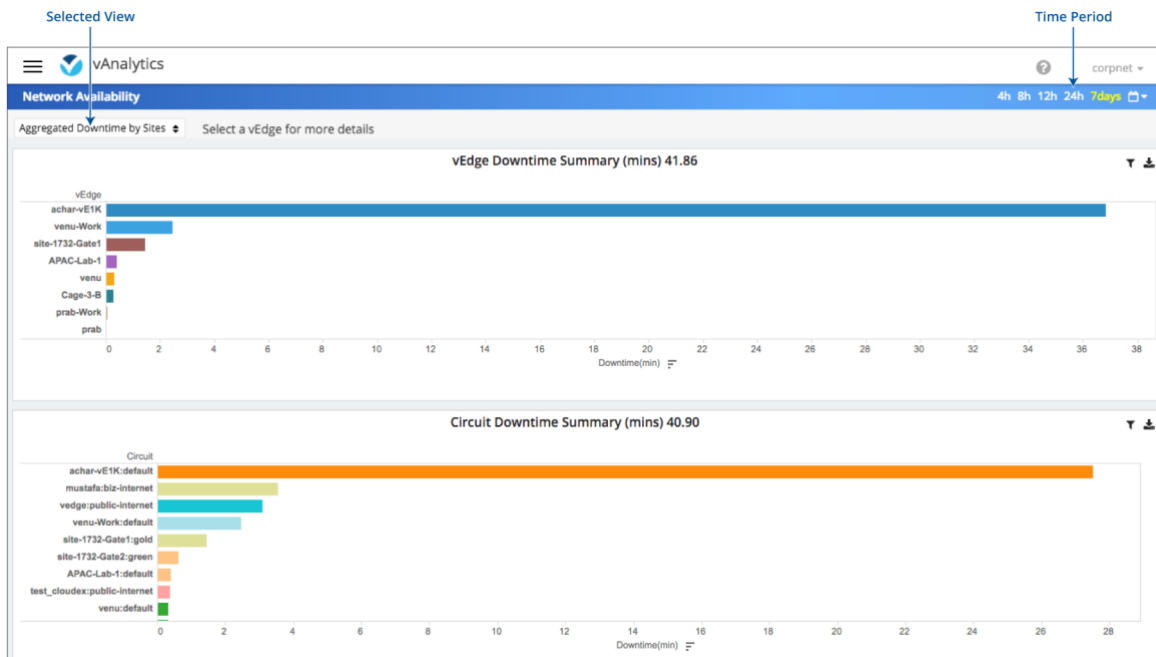 Selected View
Time Period
vAnalytics
? corpnet
Network Availability
4h 8h 12h 24h 7days
Aggregated Downtime by Sites
Select a vEdge for more details
vEdge Downtime Summary (mins) 41.86
vEdge
achar-vE1K
venu-Work
site-1732-Gate1
APAC-Lab-1
venu
Cage-3-B
prab-Work
prab
0 2 4 6 8 10 12 14 16 18 20 22 24 26 28 30 32 34 36 38
Downtime(min)
Circuit Downtime Summary (mins) 40.90
Circuit
achar-vE1K:default
mustafa:biz-internet
vedge:public-internet
venu-Work:default
site-1732-Gate1:gold
site-1732-Gate2:green
APAC-Lab-1:default
test_cloudex:public-internet
venu:default
0 2 4 6 8 10 12 14 16 18 20 22 24 26 28
Downtime(min)